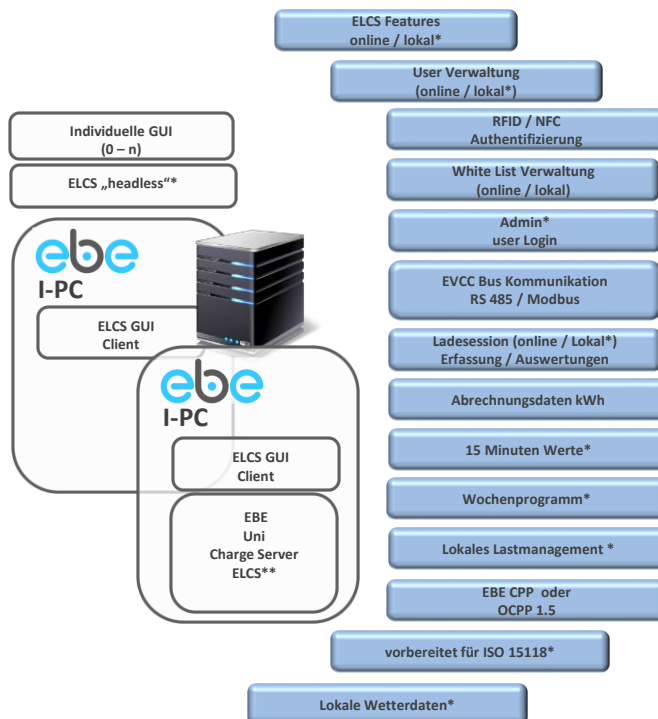 ELCS Features
online / lokal*
User Verwaltung
(online / lokal*)
RFID / NFC
Authentifizierung
White List Verwaltung
(online / lokal)
Admin*
user Login
EVCC Bus Kommunikation
RS 485 / Modbus
Ladesession (online / Lokal*)
Erfassung / Auswertungen
Abrechnungsdaten kWh
15 Minuten Werte*
Wochenprogramm*
Lokales Lastmanagement *
EBE CPP oder
OCPP 1.5
vorbereitet für ISO 15118*
Lokale Wetterdaten*
Individuelle GUI
(0 – n)
ELCS „headless“*
ebe
I-PC
ELCS GUI
Client
ebe
I-PC
ELCS GUI
Client
EBE
Uni
Charge Server
ELCS**